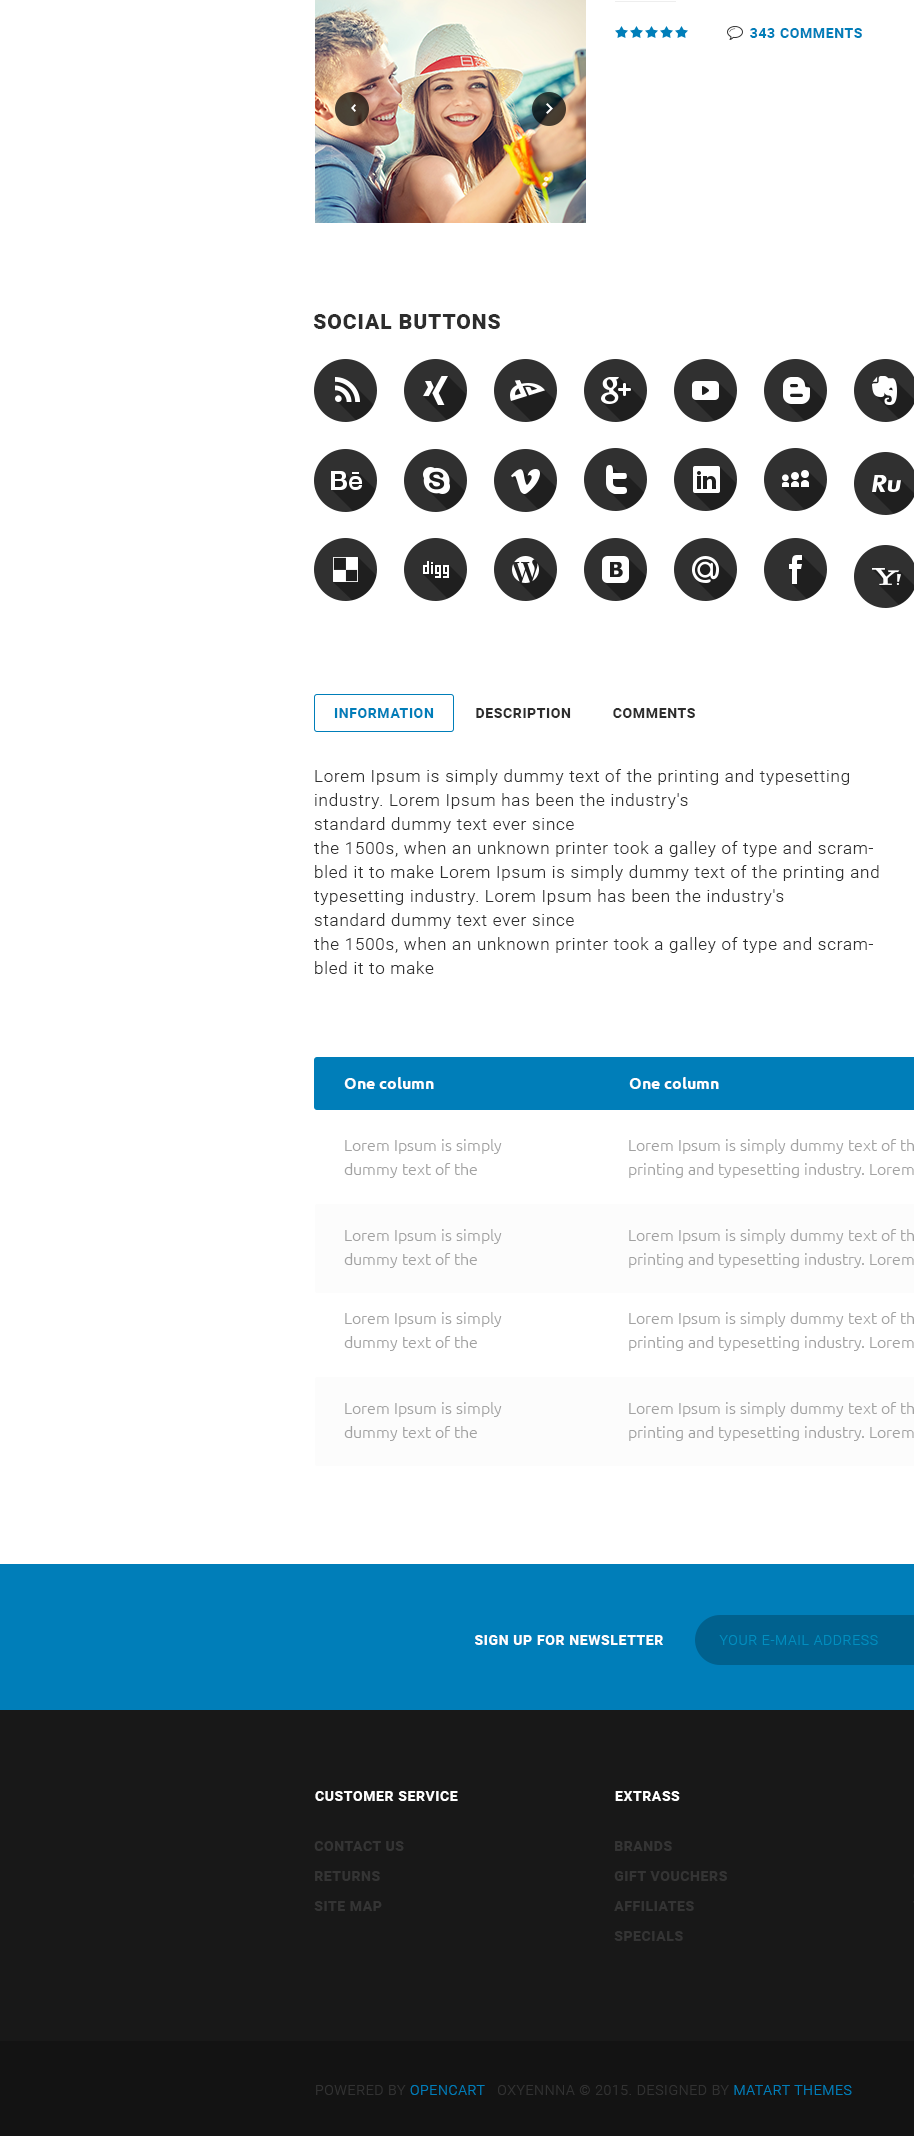 343 COMMENTS
SOCIAL BUTTONS
g+
Bē
S
t
in
Ru
digg
W
B
@
f
Y!
INFORMATION DESCRIPTION COMMENTS
Lorem Ipsum is simply dummy text of the printing and typesetting
industry. Lorem Ipsum has been the industry's
standard dummy text ever since
the 1500s, when an unknown printer took a galley of type and scram-
bled it to make Lorem Ipsum is simply dummy text of the printing and
typesetting industry. Lorem Ipsum has been the industry's
standard dummy text ever since
the 1500s, when an unknown printer took a galley of type and scram-
bled it to make
One column One column
Lorem Ipsum is simply
dummy text of the
Lorem Ipsum is simply dummy text of th
printing and typesetting industry. Lorem
Lorem Ipsum is simply
dummy text of the
Lorem Ipsum is simply dummy text of th
printing and typesetting industry. Lorem
Lorem Ipsum is simply
dummy text of the
Lorem Ipsum is simply dummy text of th
printing and typesetting industry. Lorem
Lorem Ipsum is simply
dummy text of the
Lorem Ipsum is simply dummy text of th
printing and typesetting industry. Lorem
SIGN UP FOR NEWSLETTER YOUR E-MAIL ADDRESS
CUSTOMER SERVICE
CONTACT US
RETURNS
SITE MAP
EXTRASS
BRANDS
GIFT VOUCHERS
AFFILIATES
SPECIALS
POWERED BY OPENCART OXYENNNA © 2015. DESIGNED BY MATART THEMES